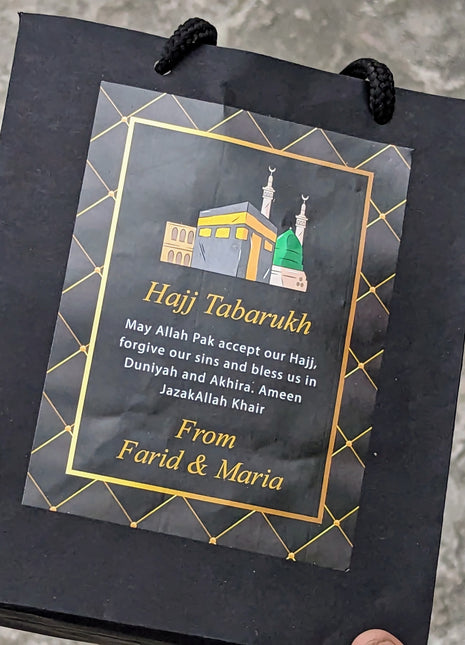 Hajj Tabarukh
May Allah Pak accept our Hajj,
forgive our sins and bless us in
Duniyah and Akhira. Ameen
JazakAllah Khair
From
Farid & Maria